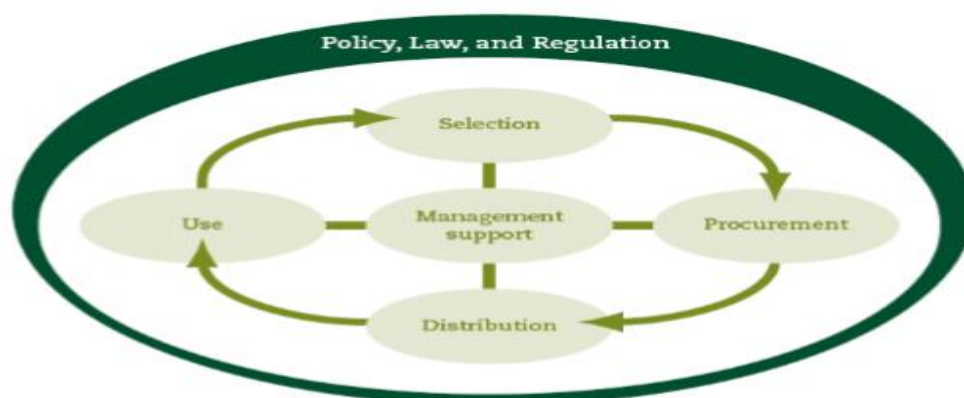 Policy, Law, and Regulation
Selection
Use
Management
support
Procurement
Distribution